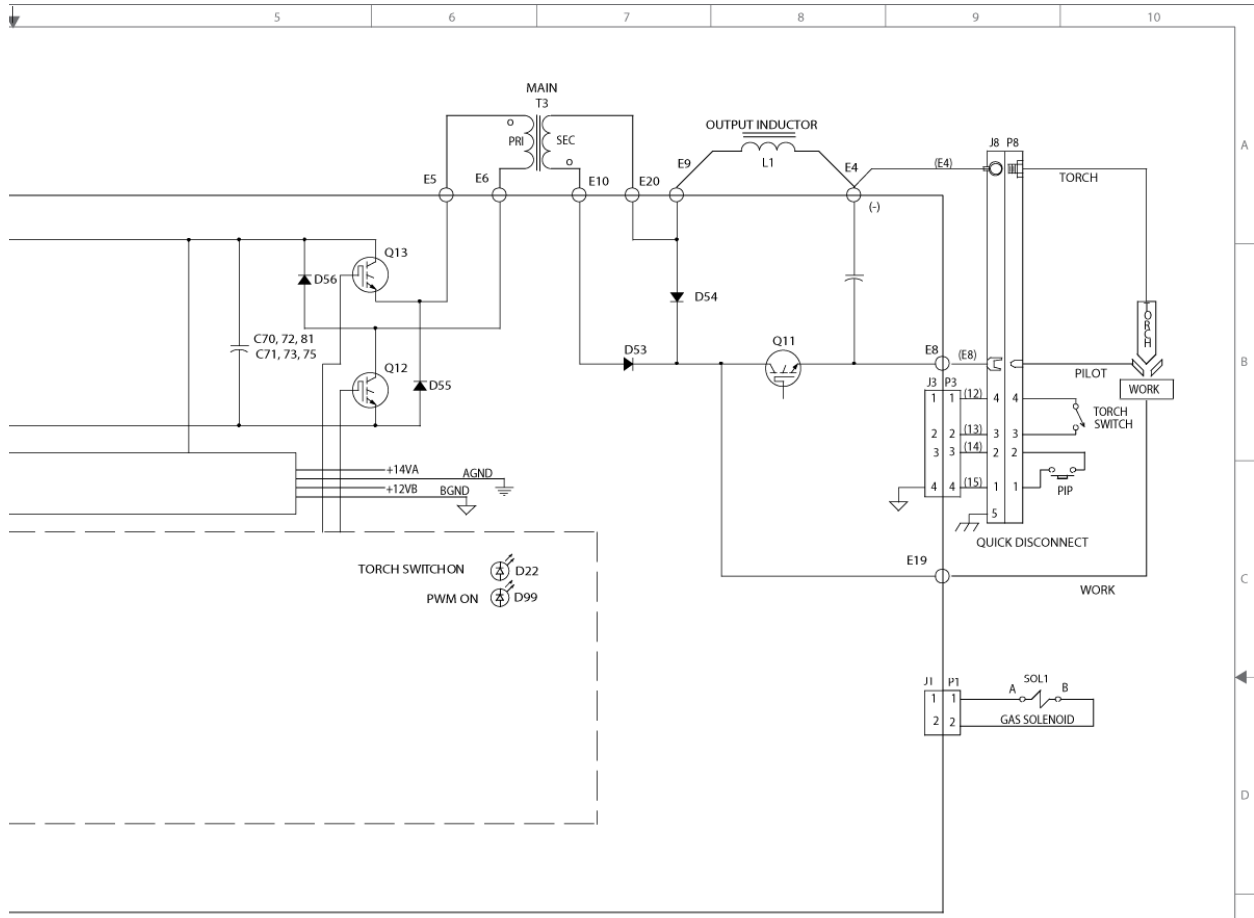 5 6 7 8 9 10
MAIN
T3
PRI SEC
OUTPUT INDUCTOR
L1
J8 P8
A
E5 E6 E10 E20 E9 E4 (E4)
(-)
TORCH
Q13
D56
D54
C70, 72, 81
C71, 73, 75
Q12
D55
D53
Q11
E8 (E8)
TORCH
B
PILOT
WORK
J3 P3
1 1 (12) 4 4
TORCH
SWITCH
2 2 (13) 3 3
3 3 (14) 2 2
4 4 (15) 1 1
PIP
5
QUICK DISCONNECT
+14VA AGND
+12VB BGND
TORCH SWITCH ON D22
PWM ON D99
E19
C
WORK
J1 P1
1 1 A SOL1 B
2 2 GAS SOLENOID
D